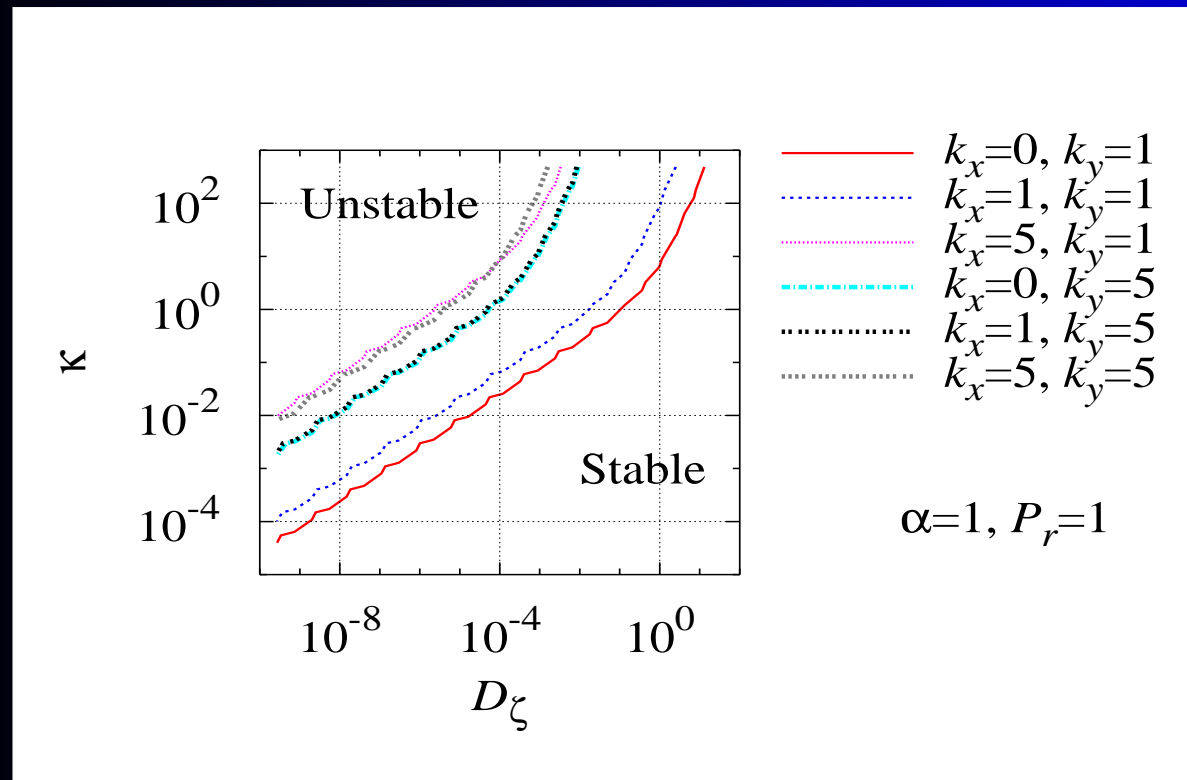 k_x=0, k_y=1
k_x=1, k_y=1
k_x=5, k_y=1
k_x=0, k_y=5
k_x=1, k_y=5
k_x=5, k_y=5
Unstable
10^2
10^0
10^-2
10^-4
κ
Stable
α=1, P_r=1
10^-8 10^-4 10^0
D_ζ